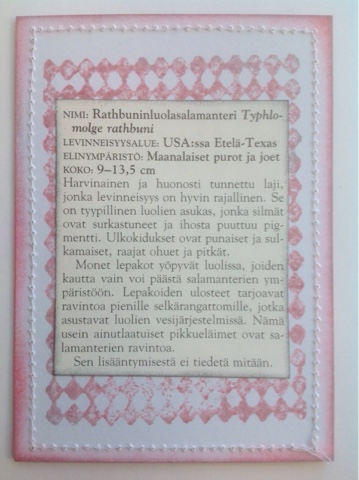 NIMI: Rathbuninluolasalamanteri Typhlo-
molge rathbuni
LEVINNEISYYSALUE: USA:ssa Etelä-Texas
ELINYMPÄRISTÖ: Maanalaiset purot ja joet
KOKO: 9–13,5 cm
Harvinainen ja huonosti tunnettu laji,
jonka levinneisyys on hyvin rajallinen. Se
on tyypillinen luolien asukas, jonka silmät
ovat surkastuneet ja ihosta puuttuu pig-
mentti. Ulkokidukset ovat punaiset ja sul-
kamaiset, raajat ohuet ja pitkät.
Monet lepakot yöpyvät luolissa, joiden
kautta vain voi päästä salamanterien ym-
päristöön. Lepakoiden ulosteet tarjoavat
ravintoa pienille selkärangattomille, jotka
asustavat luolien vesijärjestelmissä. Nämä
usein ainutlaatuiset pikkueläimet ovat sa-
lamanterien ravintoa.
Sen lisääntymisestä ei tiedetä mitään.